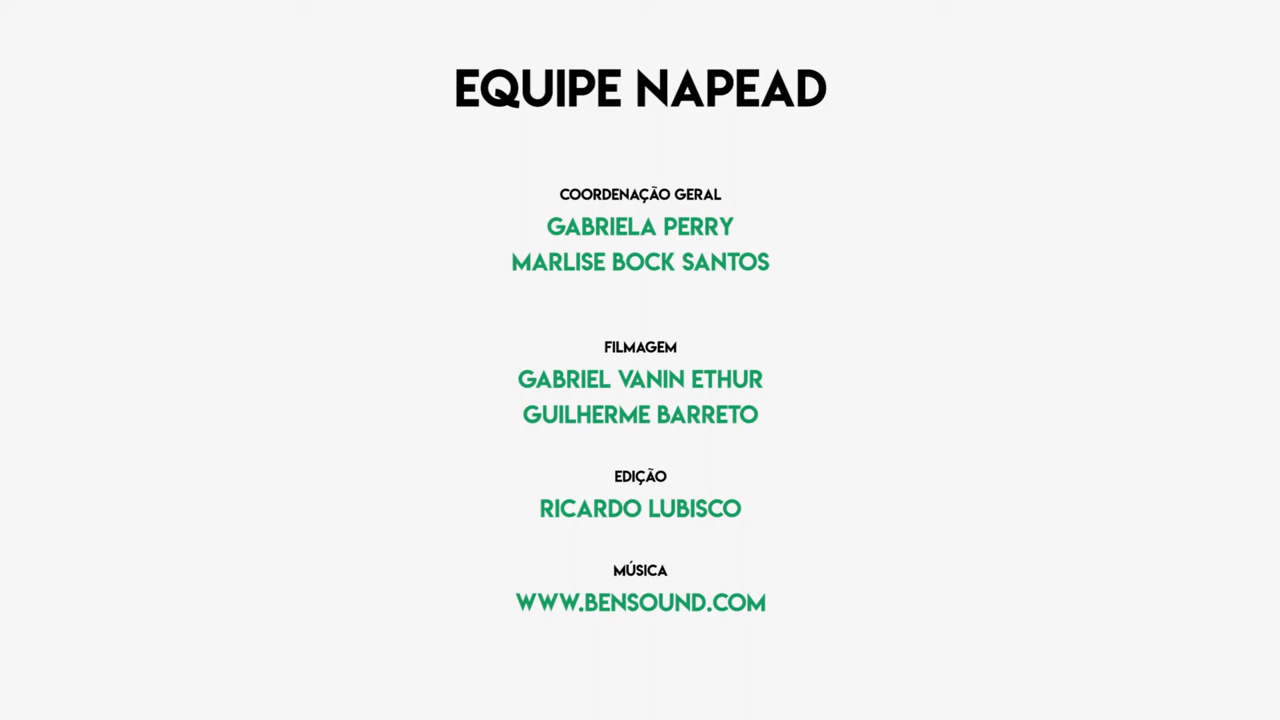 EQUIPE NAPEAD
COORDENAÇÃO GERAL
GABRIELA PERRY
MARLISE BOCK SANTOS
FILMAGEM
GABRIEL VANIN ETHUR
GUILHERME BARRETO
EDIÇÃO
RICARDO LUBISCO
MÚSICA
WWW.BENSOUND.COM